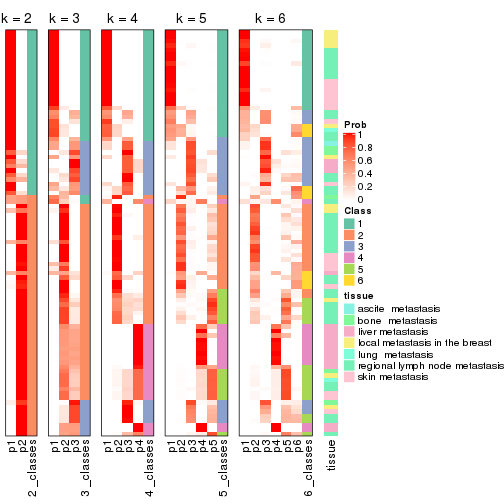 k = 2 k = 3 k = 4 k = 5 k = 6
Prob
1
0.8
0.6
0.4
0.2
0
Class
1
2
3
4
5
6
tissue
ascite metastasis
bone metastasis
liver metastasis
local metastasis in the breast
lung metastasis
regional lymph node metastasis
skin metastasis
p1 p2 2_classes p1 p2 p3 3_classes p1 p2 p3 p4 4_classes p1 p2 p3 p4 p5 5_classes p1 p2 p3 p4 p5 p6 6_classes tissue